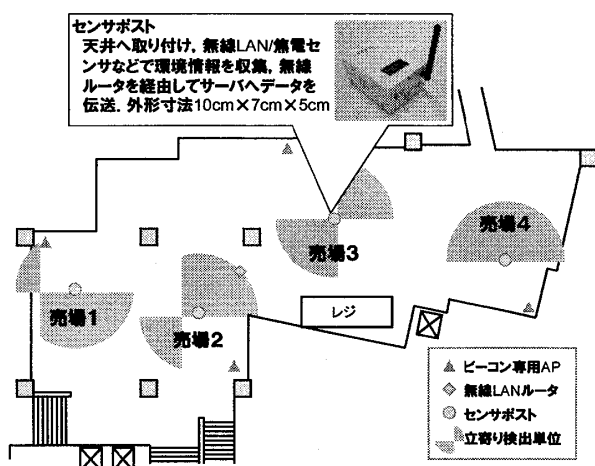 センサポスト
天井へ取り付け，無線LAN/焦電セ
ンサなどで環境情報を収集，無線
ルータを経由してサーバへデータを
伝送．外形寸法10cm×7cm×5cm
売場4
売場3
売場1
売場2
レジ
ビーコン専用AP
無線LANルータ
センサポスト
立寄り検出単位